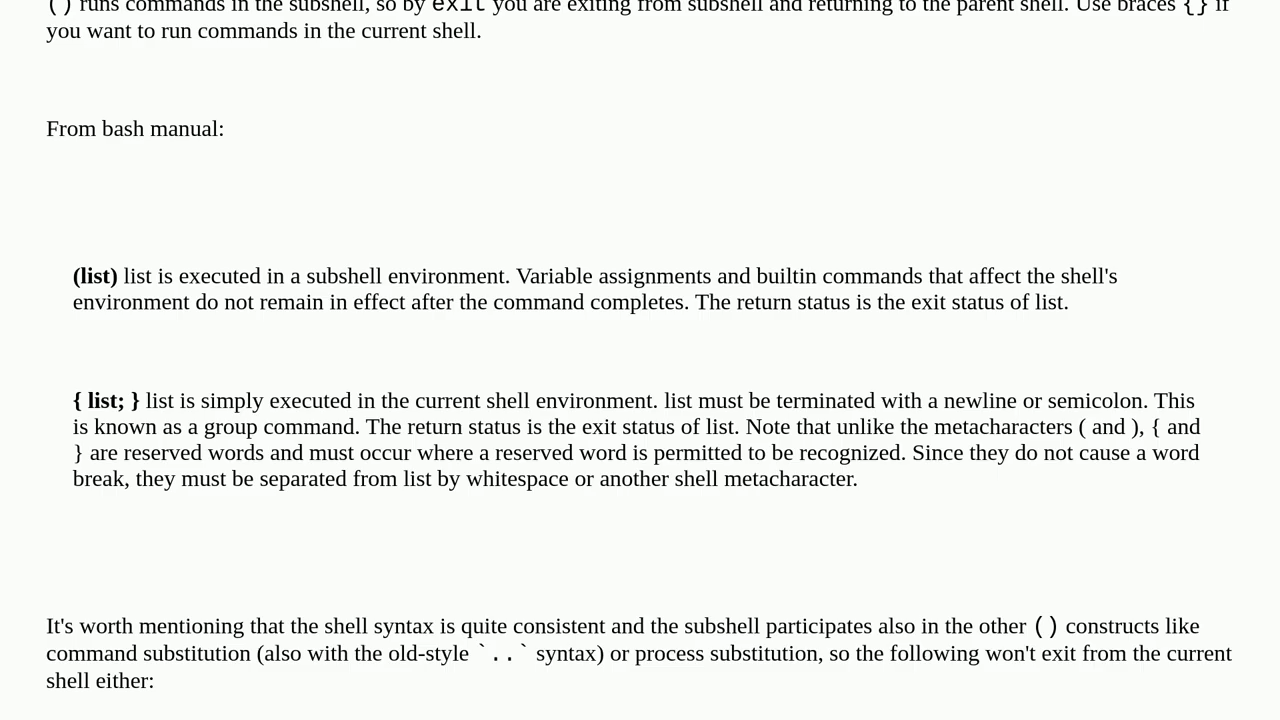 () runs commands in the subshell, so by exit you are exiting from subshell and returning to the parent shell. Use braces {} if
you want to run commands in the current shell.
From bash manual:
(list) list is executed in a subshell environment. Variable assignments and builtin commands that affect the shell's
environment do not remain in effect after the command completes. The return status is the exit status of list.
{ list; } list is simply executed in the current shell environment. list must be terminated with a newline or semicolon. This
is known as a group command. The return status is the exit status of list. Note that unlike the metacharacters ( and ), { and
} are reserved words and must occur where a reserved word is permitted to be recognized. Since they do not cause a word
break, they must be separated from list by whitespace or another shell metacharacter.
It's worth mentioning that the shell syntax is quite consistent and the subshell participates also in the other () constructs like
command substitution (also with the old-style `..` syntax) or process substitution, so the following won't exit from the current
shell either: